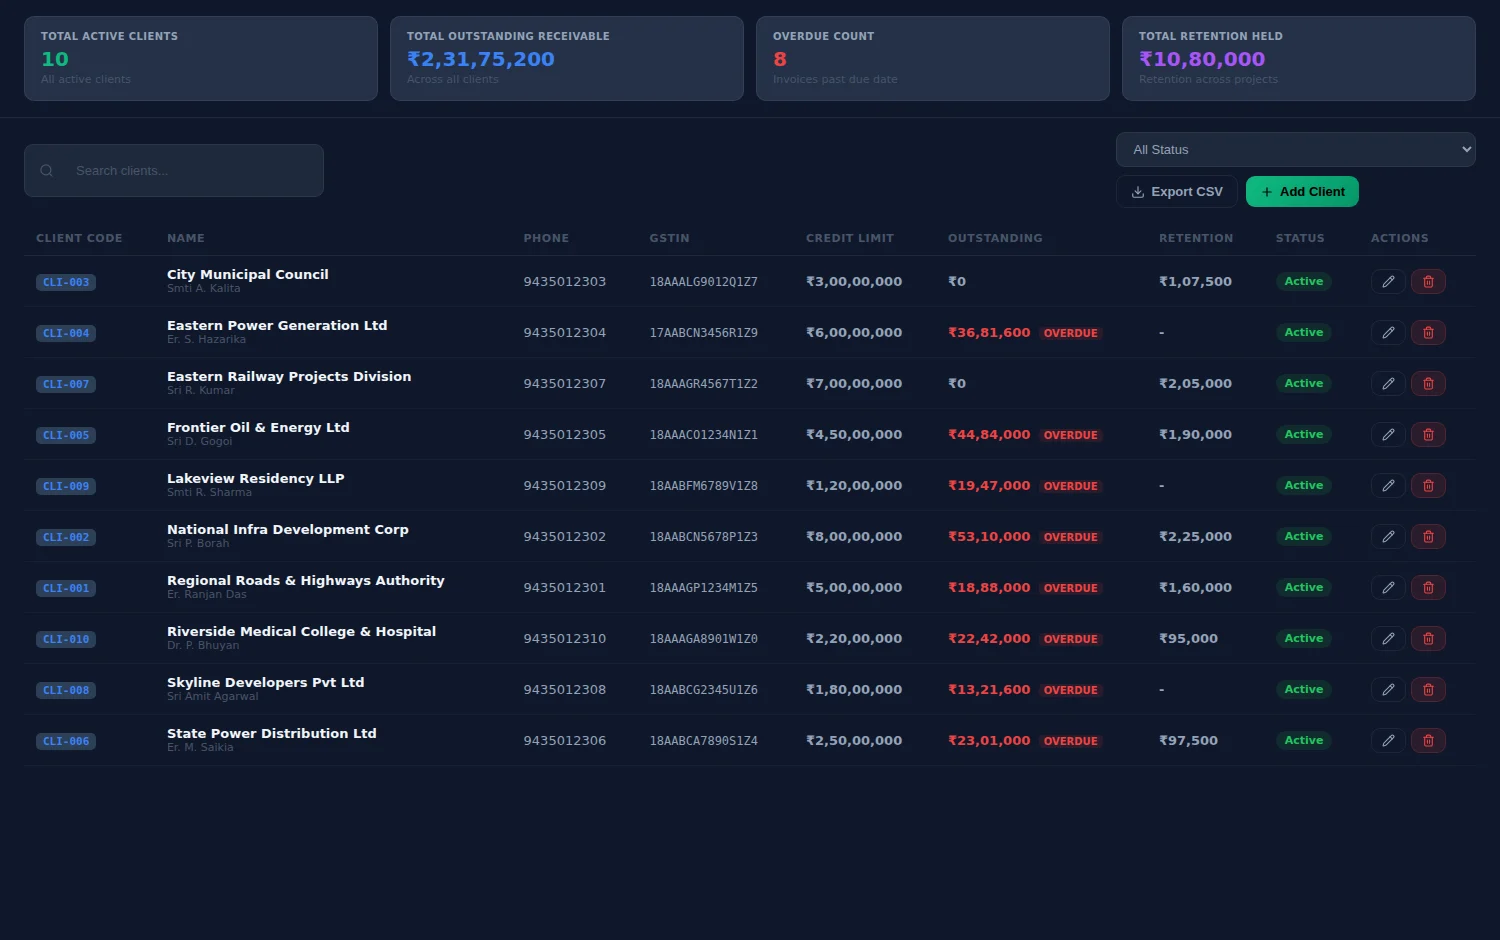 TOTAL ACTIVE CLIENTS
10
All active clients
TOTAL OUTSTANDING RECEIVABLE
₹2,31,75,200
Across all clients
OVERDUE COUNT
8
Invoices past due date
TOTAL RETENTION HELD
₹10,80,000
Retention across projects
Search clients...
All Status
Export CSV
Add Client
CLIENT CODE NAME PHONE GSTIN CREDIT LIMIT OUTSTANDING RETENTION STATUS ACTIONS
CLI-003 City Municipal Council 9435012303 18AAALG9012Q1Z7 ₹3,00,00,000 ₹0 ₹1,07,500 Active
Smti A. Kalita
CLI-004 Eastern Power Generation Ltd 9435012304 17AABCN3456R1Z9 ₹6,00,00,000 ₹36,81,600 OVERDUE - Active
Er. S. Hazarika
CLI-007 Eastern Railway Projects Division 9435012307 18AAAGR4567T1Z2 ₹7,00,00,000 ₹0 ₹2,05,000 Active
Sri R. Kumar
CLI-005 Frontier Oil & Energy Ltd 9435012305 18AAACO1234N1Z1 ₹4,50,00,000 ₹44,84,000 OVERDUE ₹1,90,000 Active
Sri D. Gogoi
CLI-009 Lakeview Residency LLP 9435012309 18AABFM6789V1Z8 ₹1,20,00,000 ₹19,47,000 OVERDUE - Active
Smti R. Sharma
CLI-002 National Infra Development Corp 9435012302 18AABCN5678P1Z3 ₹8,00,00,000 ₹53,10,000 OVERDUE ₹2,25,000 Active
Sri P. Borah
CLI-001 Regional Roads & Highways Authority 9435012301 18AAAGP1234M1Z5 ₹5,00,00,000 ₹18,88,000 OVERDUE ₹1,60,000 Active
Er. Ranjan Das
CLI-010 Riverside Medical College & Hospital 9435012310 18AAAGA8901W1Z0 ₹2,20,00,000 ₹22,42,000 OVERDUE ₹95,000 Active
Dr. P. Bhuyan
CLI-008 Skyline Developers Pvt Ltd 9435012308 18AABCG2345U1Z6 ₹1,80,00,000 ₹13,21,600 OVERDUE - Active
Sri Amit Agarwal
CLI-006 State Power Distribution Ltd 9435012306 18AABCA7890S1Z4 ₹2,50,00,000 ₹23,01,000 OVERDUE ₹97,500 Active
Er. M. Saikia